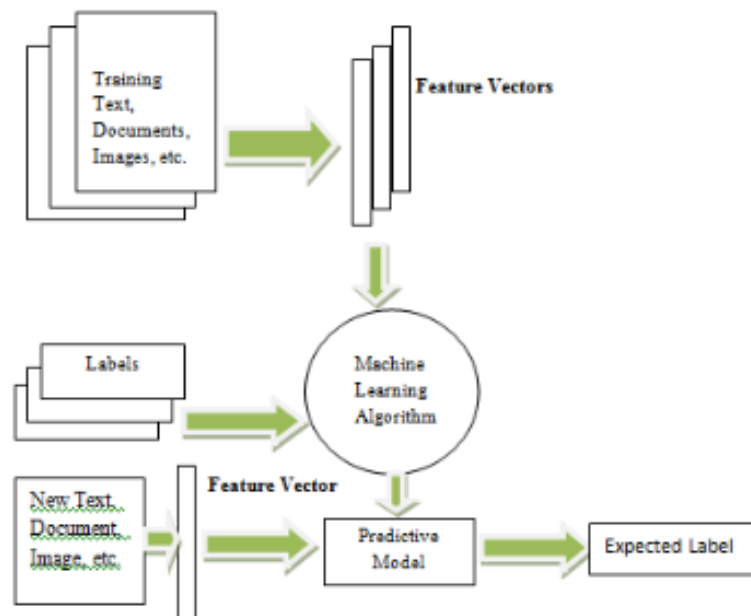 Training
Text,
Documents,
Images, etc.
Feature Vectors
Labels
Machine
Learning
Algorithm
New Text,
Document,
Image, etc.
Feature Vector
Predictive
Model
Expected Label